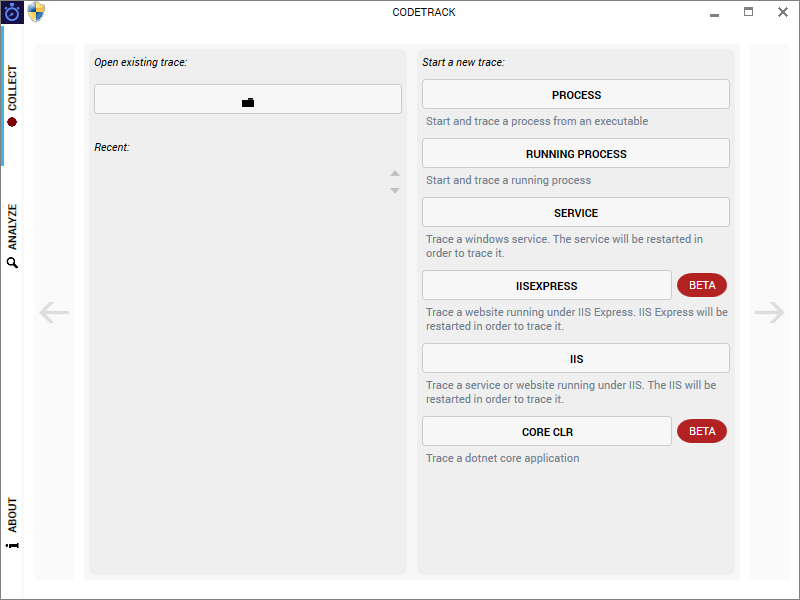 CODETRACK
COLLECT
ANALYZE
ABOUT
Open existing trace:
Recent:
Start a new trace:
PROCESS
Start and trace a process from an executable
RUNNING PROCESS
Start and trace a running process
SERVICE
Trace a windows service. The service will be restarted in
order to trace it.
IISEXPRESS
BETA
Trace a website running under IIS Express. IIS Express will be
restarted in order to trace it.
IIS
Trace a service or website running under IIS. The IIS will be
restarted in order to trace it.
CORE CLR
BETA
Trace a dotnet core application